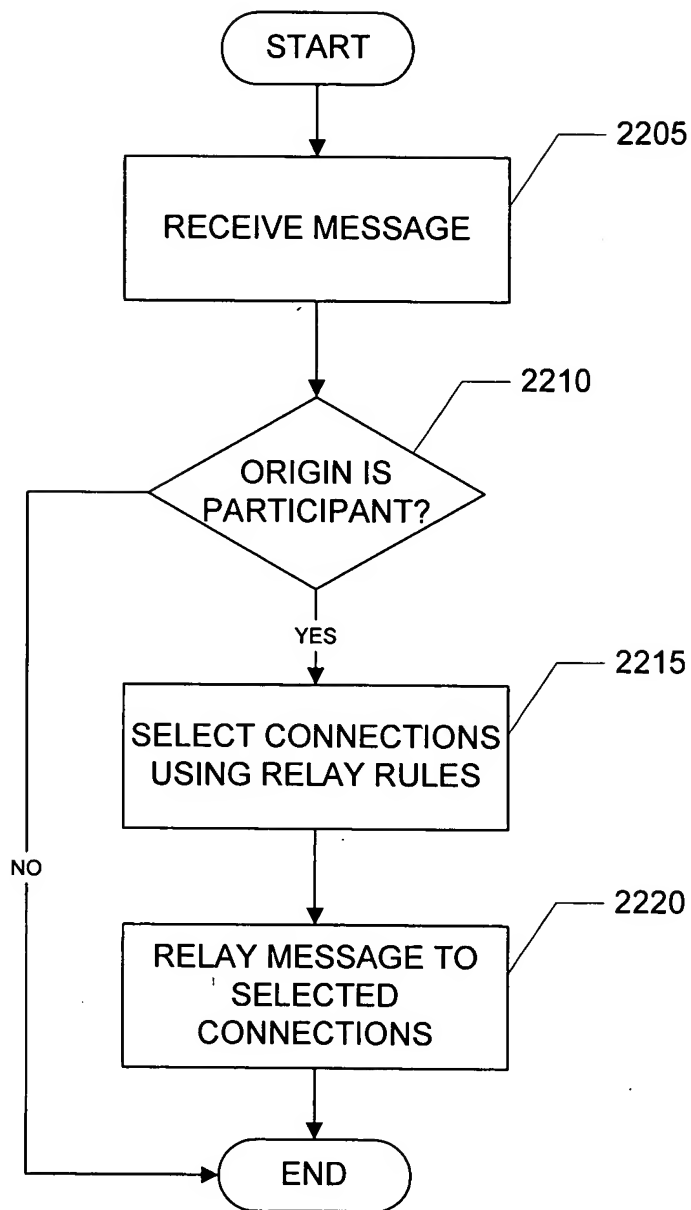 START
2205
RECEIVE MESSAGE
2210
ORIGIN IS
PARTICIPANT?
YES
2215
SELECT CONNECTIONS
USING RELAY RULES
NO
2220
RELAY MESSAGE TO
SELECTED
CONNECTIONS
END